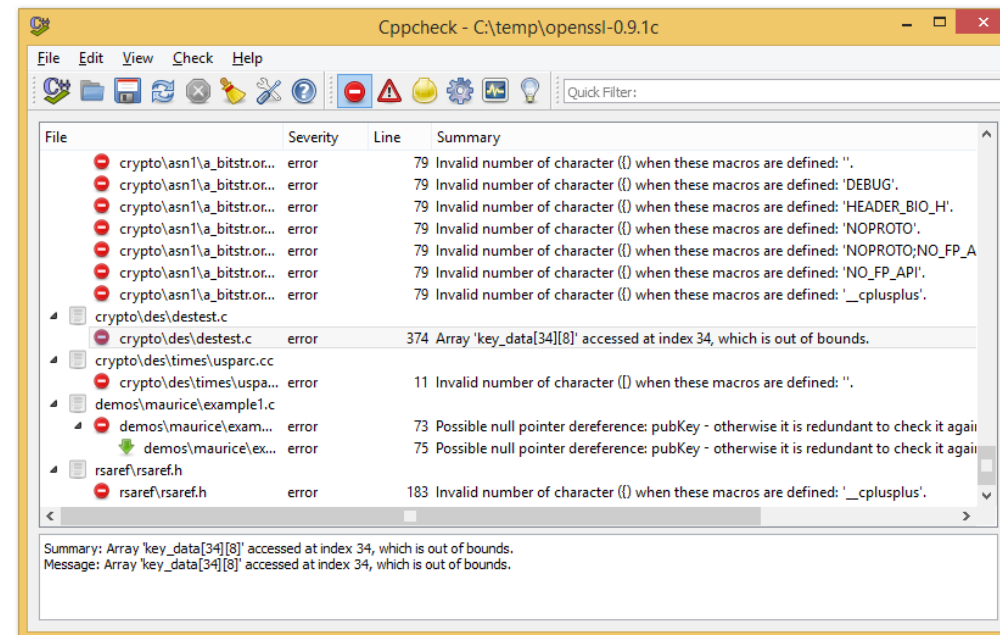 Cppcheck - C:\temp\openssl-0.9.1c
File Edit View Check Help
Quick Filter:
File Severity Line Summary
crypto\asn1\a_bitstr.or... error 79 Invalid number of character ({) when these macros are defined: ''.
crypto\asn1\a_bitstr.or... error 79 Invalid number of character ({) when these macros are defined: 'DEBUG'.
crypto\asn1\a_bitstr.or... error 79 Invalid number of character ({) when these macros are defined: 'HEADER_BIO_H'.
crypto\asn1\a_bitstr.or... error 79 Invalid number of character ({) when these macros are defined: 'NOPROTO'.
crypto\asn1\a_bitstr.or... error 79 Invalid number of character ({) when these macros are defined: 'NOPROTO;NO_FP_A
crypto\asn1\a_bitstr.or... error 79 Invalid number of character ({) when these macros are defined: 'NO_FP_API'.
crypto\asn1\a_bitstr.or... error 79 Invalid number of character ({) when these macros are defined: '__cplusplus'.
crypto\des\destest.c
crypto\des\destest.c error 374 Array 'key_data[34][8]' accessed at index 34, which is out of bounds.
crypto\des\times\usparc.cc
crypto\des\times\uspa... error 11 Invalid number of character ([) when these macros are defined: ''.
demos\maurice\example1.c
demos\maurice\exam... error 73 Possible null pointer dereference: pubKey - otherwise it is redundant to check it agai
demos\maurice\ex... error 75 Possible null pointer dereference: pubKey - otherwise it is redundant to check it agai
rsaref\rsaref.h
rsaref\rsaref.h error 183 Invalid number of character ({) when these macros are defined: '__cplusplus'.
Summary: Array 'key_data[34][8]' accessed at index 34, which is out of bounds.
Message: Array 'key_data[34][8]' accessed at index 34, which is out of bounds.